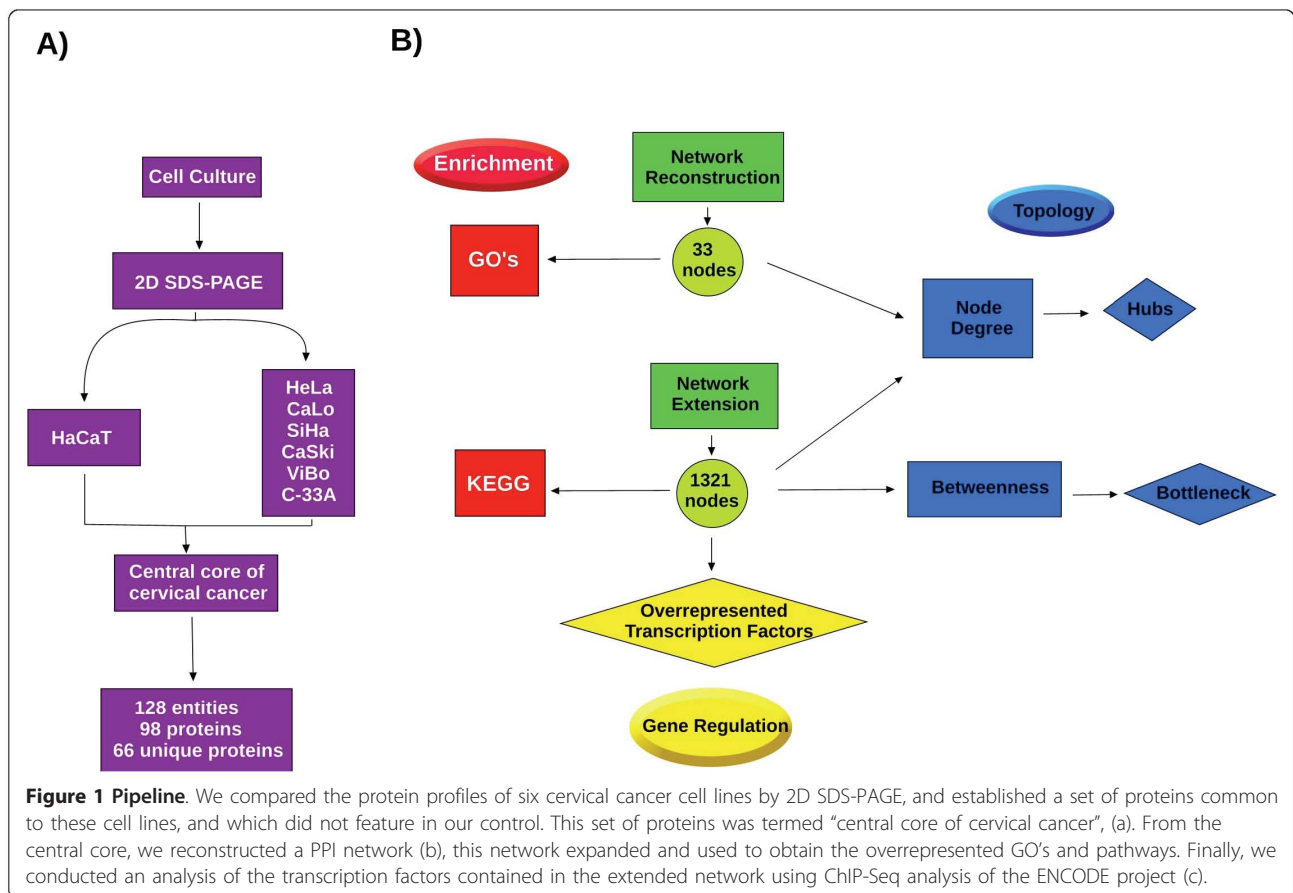 A)
B)
Cell Culture
2D SDS-PAGE
HaCaT
HeLa
CaLo
SiHa
CaSki
ViBo
C-33A
Central core of
cervical cancer
128 entities
98 proteins
66 unique proteins
Enrichment
Network
Reconstruction
Topology
GO's
33
nodes
Node
Degree
Hubs
Network
Extension
KEGG
1321
nodes
Betweenness
Bottleneck
Overrepresented
Transcription Factors
Gene Regulation
Figure 1 Pipeline. We compared the protein profiles of six cervical cancer cell lines by 2D SDS-PAGE, and established a set of proteins common
to these cell lines, and which did not feature in our control. This set of proteins was termed “central core of cervical cancer”, (a). From the
central core, we reconstructed a PPI network (b), this network expanded and used to obtain the overrepresented GO's and pathways. Finally, we
conducted an analysis of the transcription factors contained in the extended network using ChIP-Seq analysis of the ENCODE project (c).